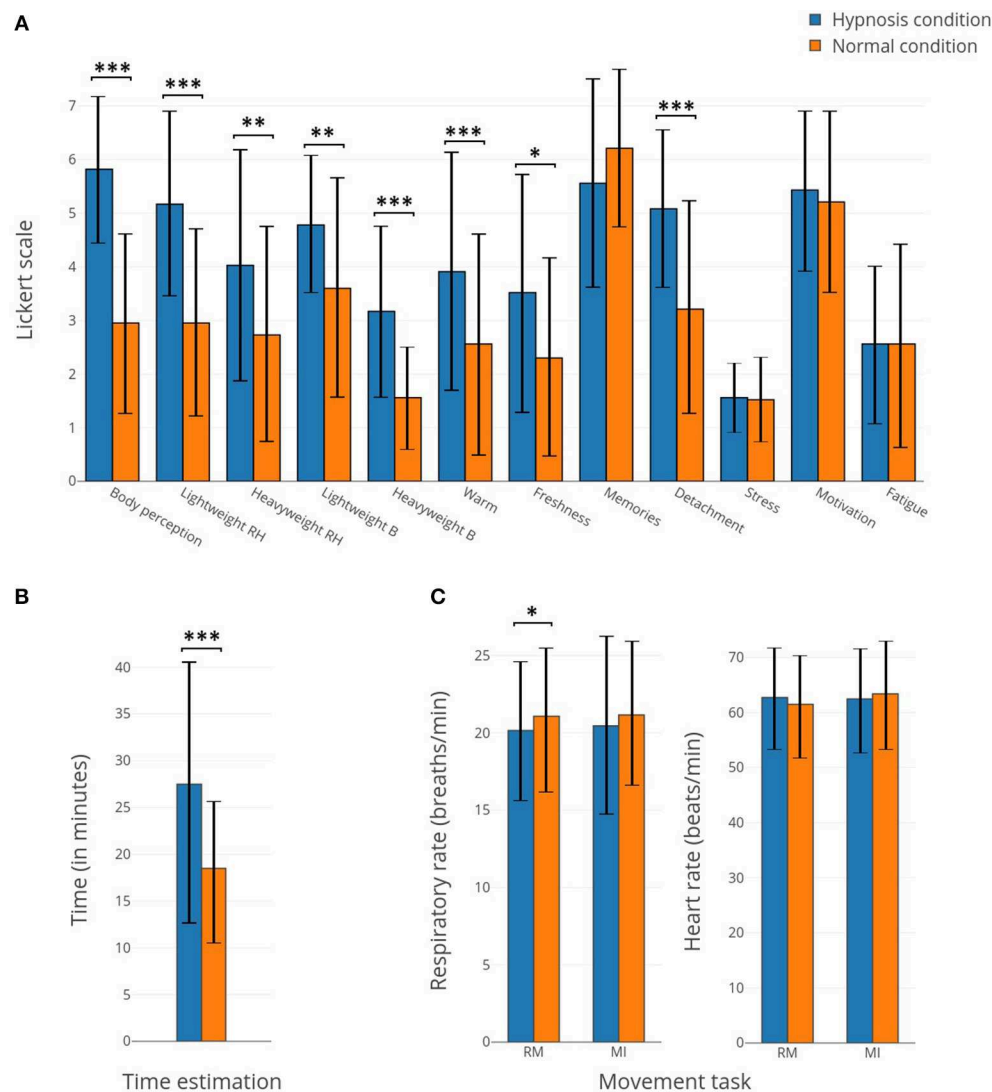 A
Hypnosis condition
Normal condition
*** *** ** ** *** *** * ***
Lickert scale
7
6
5
4
3
2
1
0
Body perception
Lightweight RH
Heavyweight RH
Lightweight B
Heavyweight B
Warm
Freshness
Memories
Detachment
Stress
Motivation
Fatigue
B
***
Time (in minutes)
40
35
30
25
20
15
10
5
0
Time estimation
C
*
Respiratory rate (breaths/min)
25
20
15
10
5
0
RM MI
Heart rate (beats/min)
70
60
50
40
30
20
10
0
RM MI
Movement task